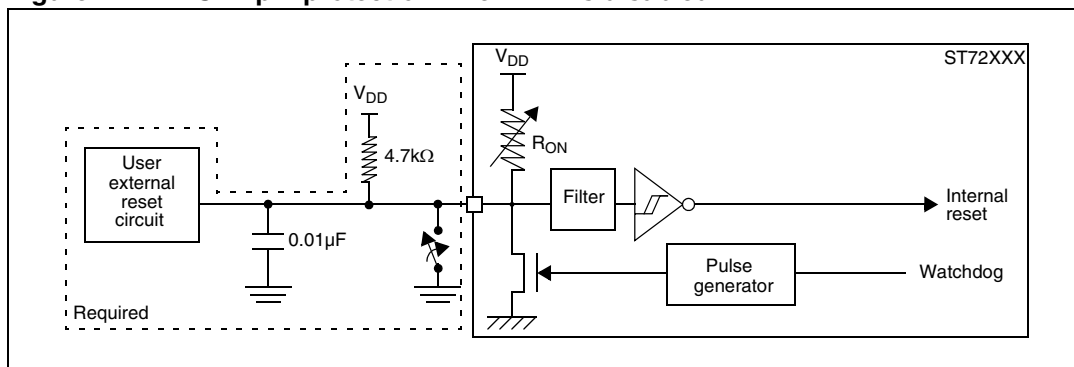 ST72XXX
V_DD
V_DD
4.7kΩ
R_ON
User
external
reset
circuit
Filter
Internal
reset
0.01µF
Pulse
generator
Watchdog
Required